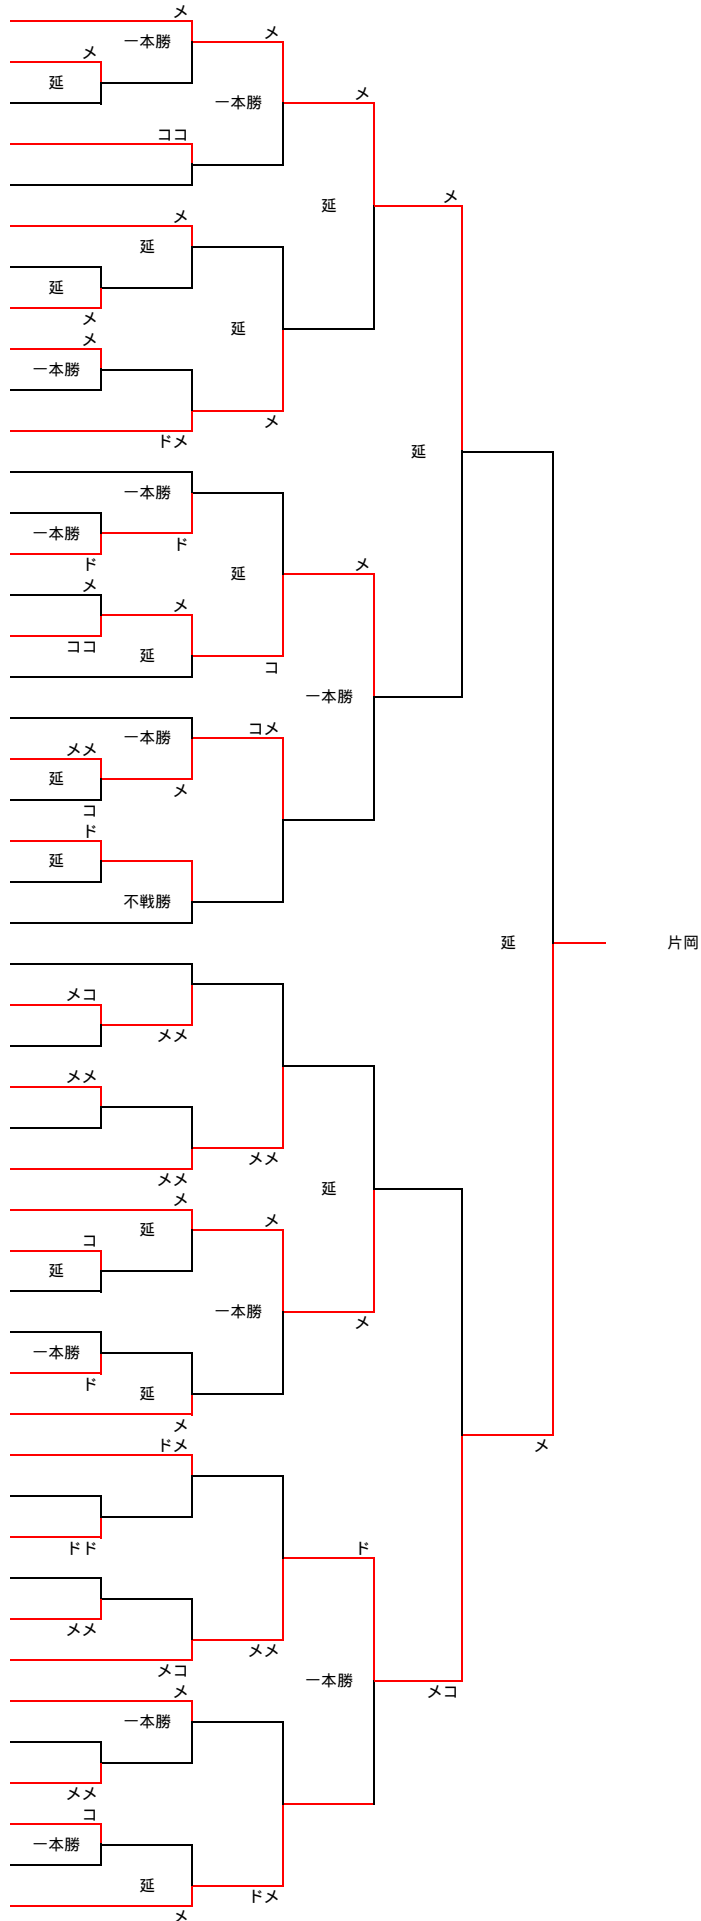 メ
メ
一本勝
メ
延
メ
一本勝
ココ
メ
延
メ
延
延
メ
メ
延
一本勝
メ
ドメ
延
一本勝
一本勝
ド
ド
メ
延
メ
メ
ココ
延
コ
一本勝
コメ
一本勝
メメ
延
メ
コ
ド
延
不戦勝
延
片岡
メコ
メメ
メメ
メメ
メメ
延
メ
メ
延
コ
延
一本勝
メ
一本勝
ド
延
メ
ドメ
メ
ドド
ド
メメ
メメ
メコ
一本勝
メ
メコ
一本勝
メメ
コ
一本勝
延
ドメ
メ